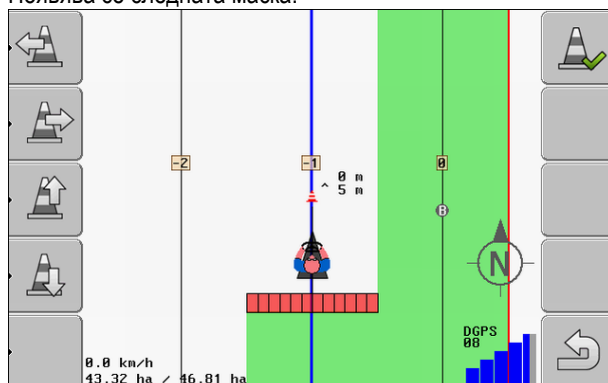 Появява се следната маска:
-2
-1
0
0 m
^ 5 m
B
N
DGPS
08
0.0 km/h
43.32 ha / 46.81 ha